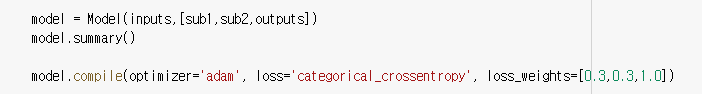 model = Model(inputs,[sub1,sub2,outputs])
model.summary()
model.compile(optimizer='adam', loss='categorical_crossentropy', loss_weights=[0.3,0.3,1.0])